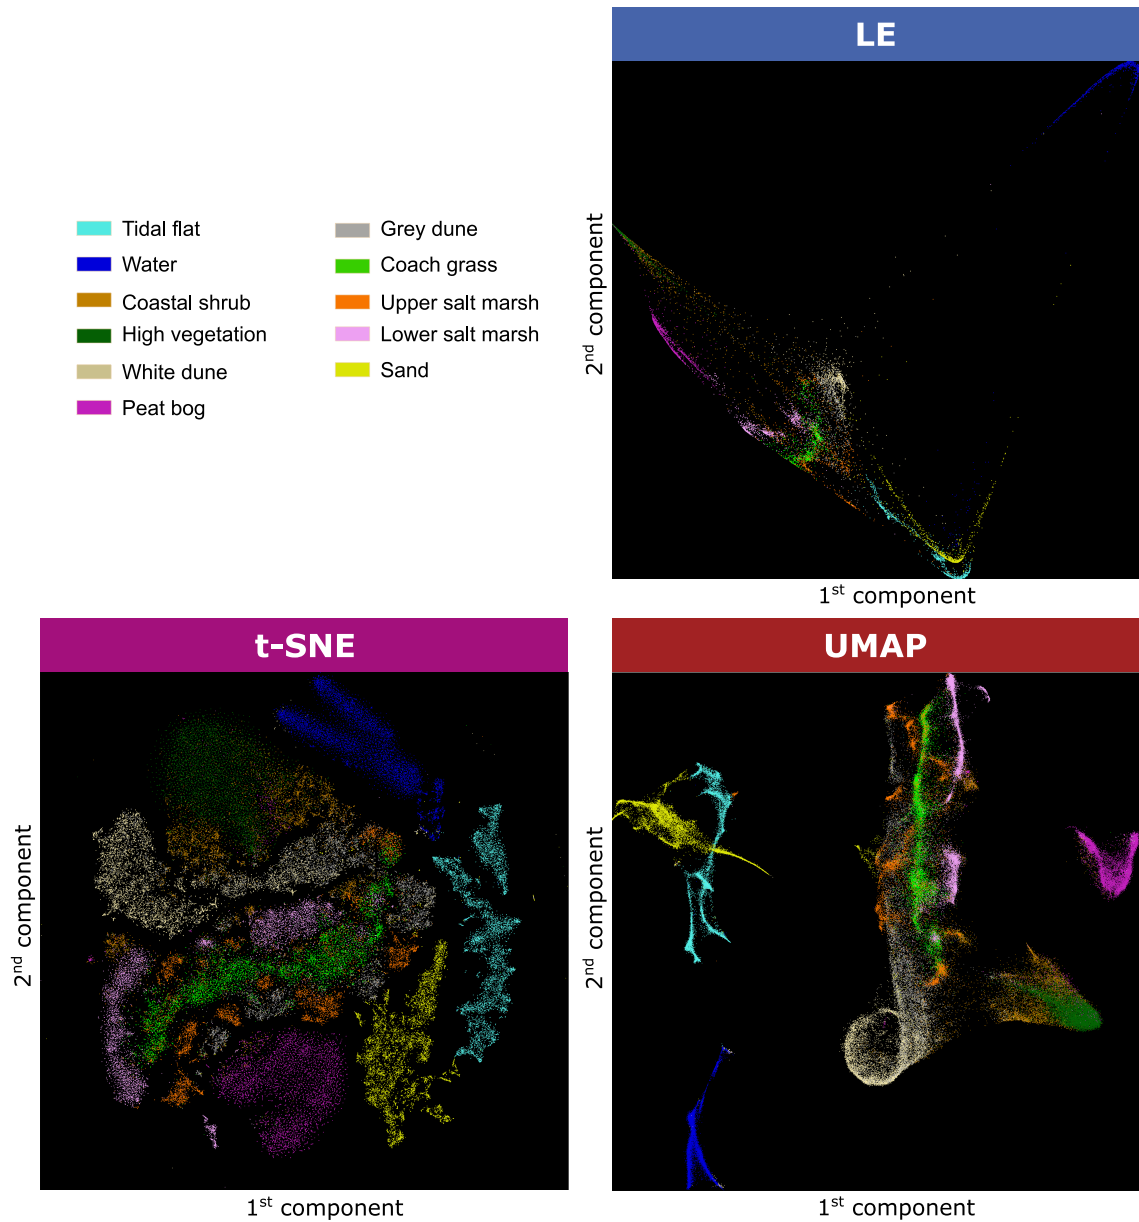 LE
2nd component
1st component
Tidal flat
Water
Coastal shrub
High vegetation
White dune
Peat bog
Grey dune
Coach grass
Upper salt marsh
Lower salt marsh
Sand
t-SNE
2nd component
1st component
UMAP
2nd component
1st component